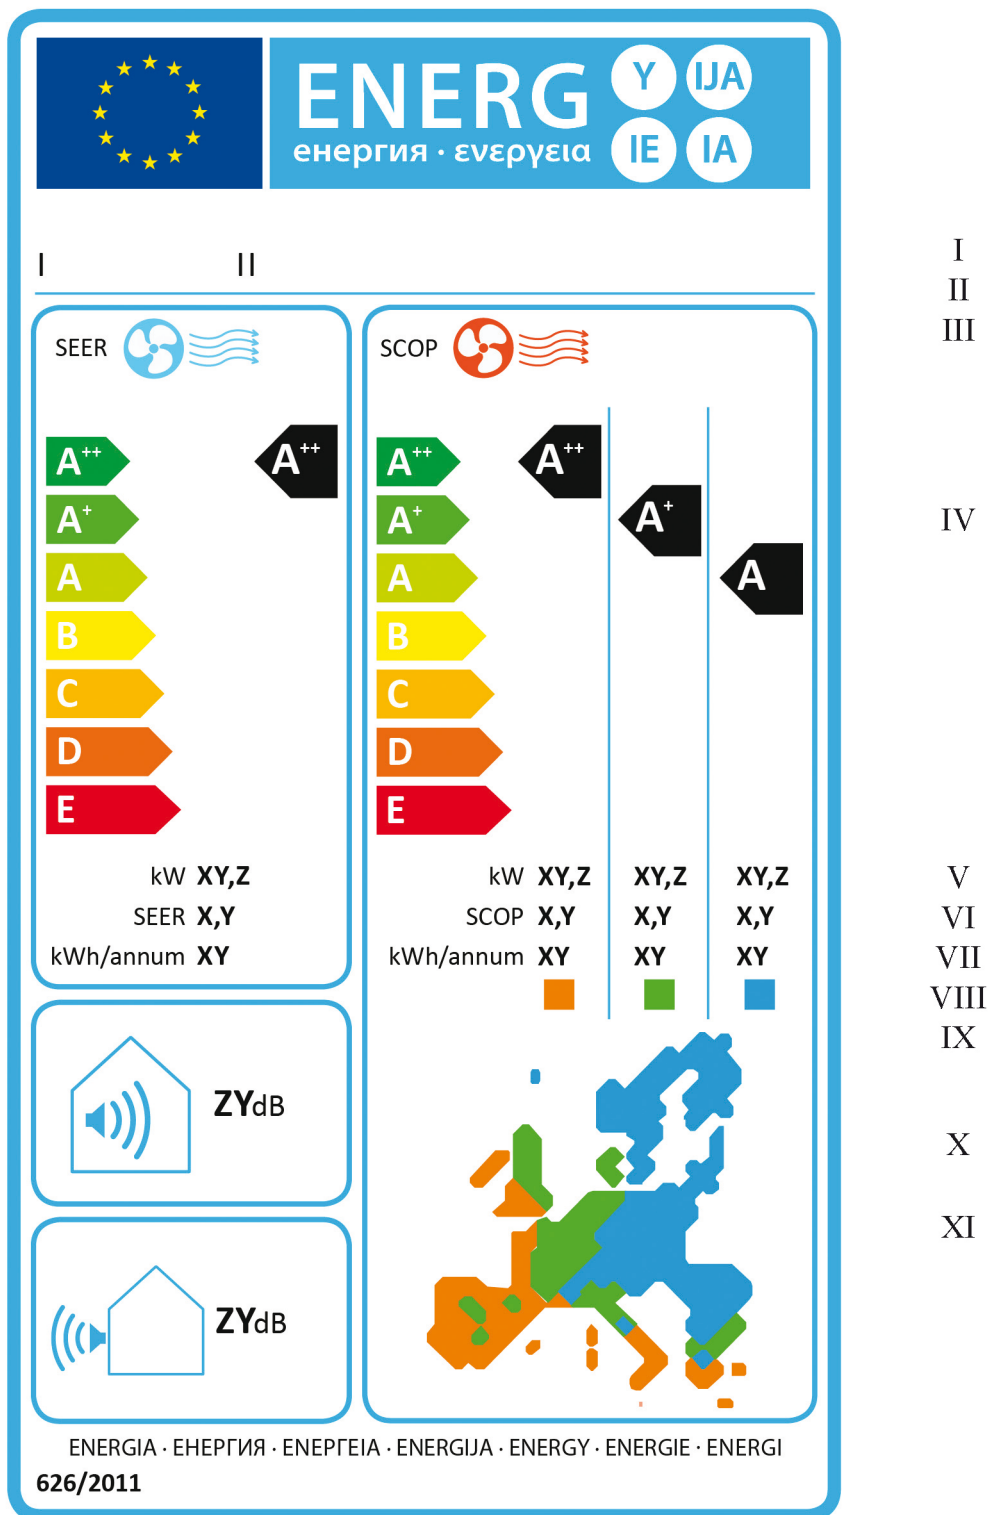 ENERG Y IJA
енергия · ενεργεια IE IA
I II
I
II
III
SEER
SCOP
A++ A++
A+
A
B
C
D
E
A++ A++
A+ A+
A A
B
C
D
E
IV
kW XY,Z
SEER X,Y
kWh/annum XY
kW XY,Z XY,Z XY,Z
SCOP X,Y X,Y X,Y
kWh/annum XY XY XY
V
VI
VII
VIII
IX
X
XI
ZYdB
ZYdB
ENERGIA · ЕНЕРГИЯ · ΕΝΕΡΓΕΙΑ · ENERGIJA · ENERGY · ENERGIE · ENERGI
626/2011